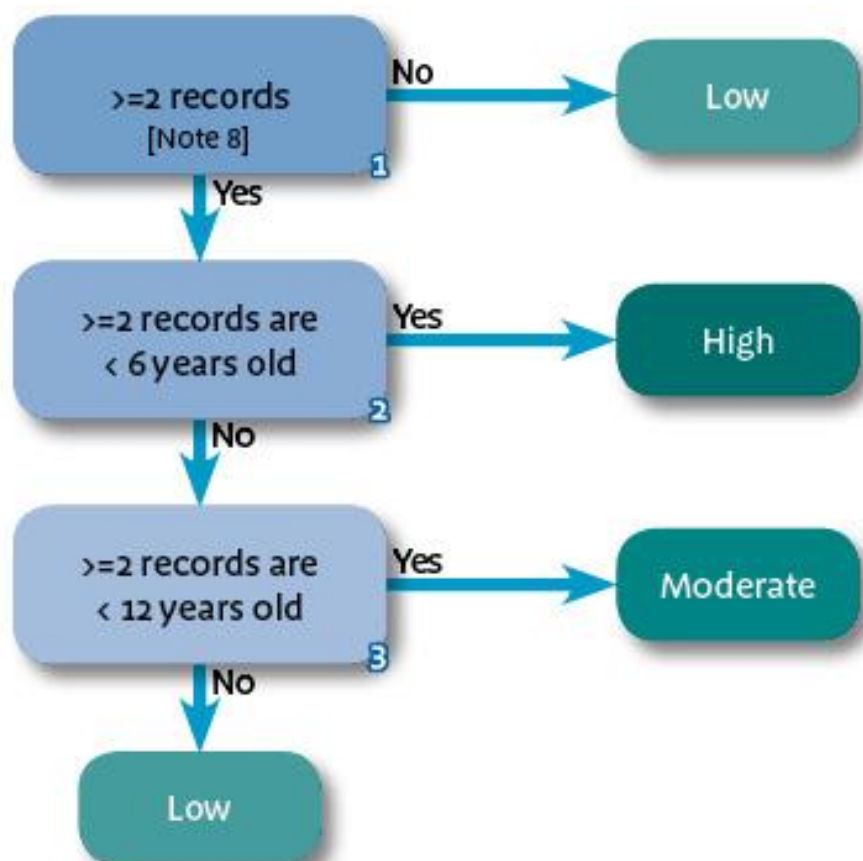 >=2 records
[Note 8]
1
No
Low
Yes
>=2 records are
< 6 years old
2
Yes
High
No
>=2 records are
< 12 years old
3
Yes
Moderate
No
Low